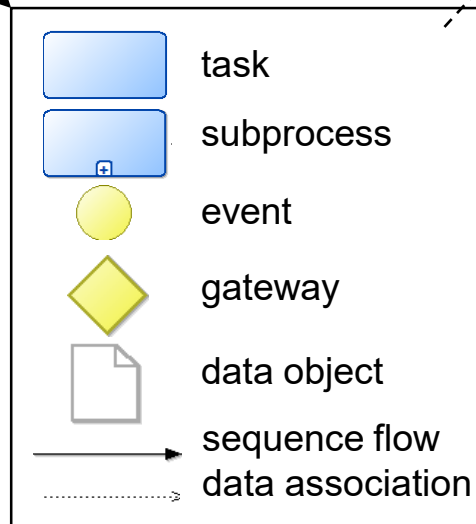 task
subprocess
event
gateway
data object
sequence flow
data association